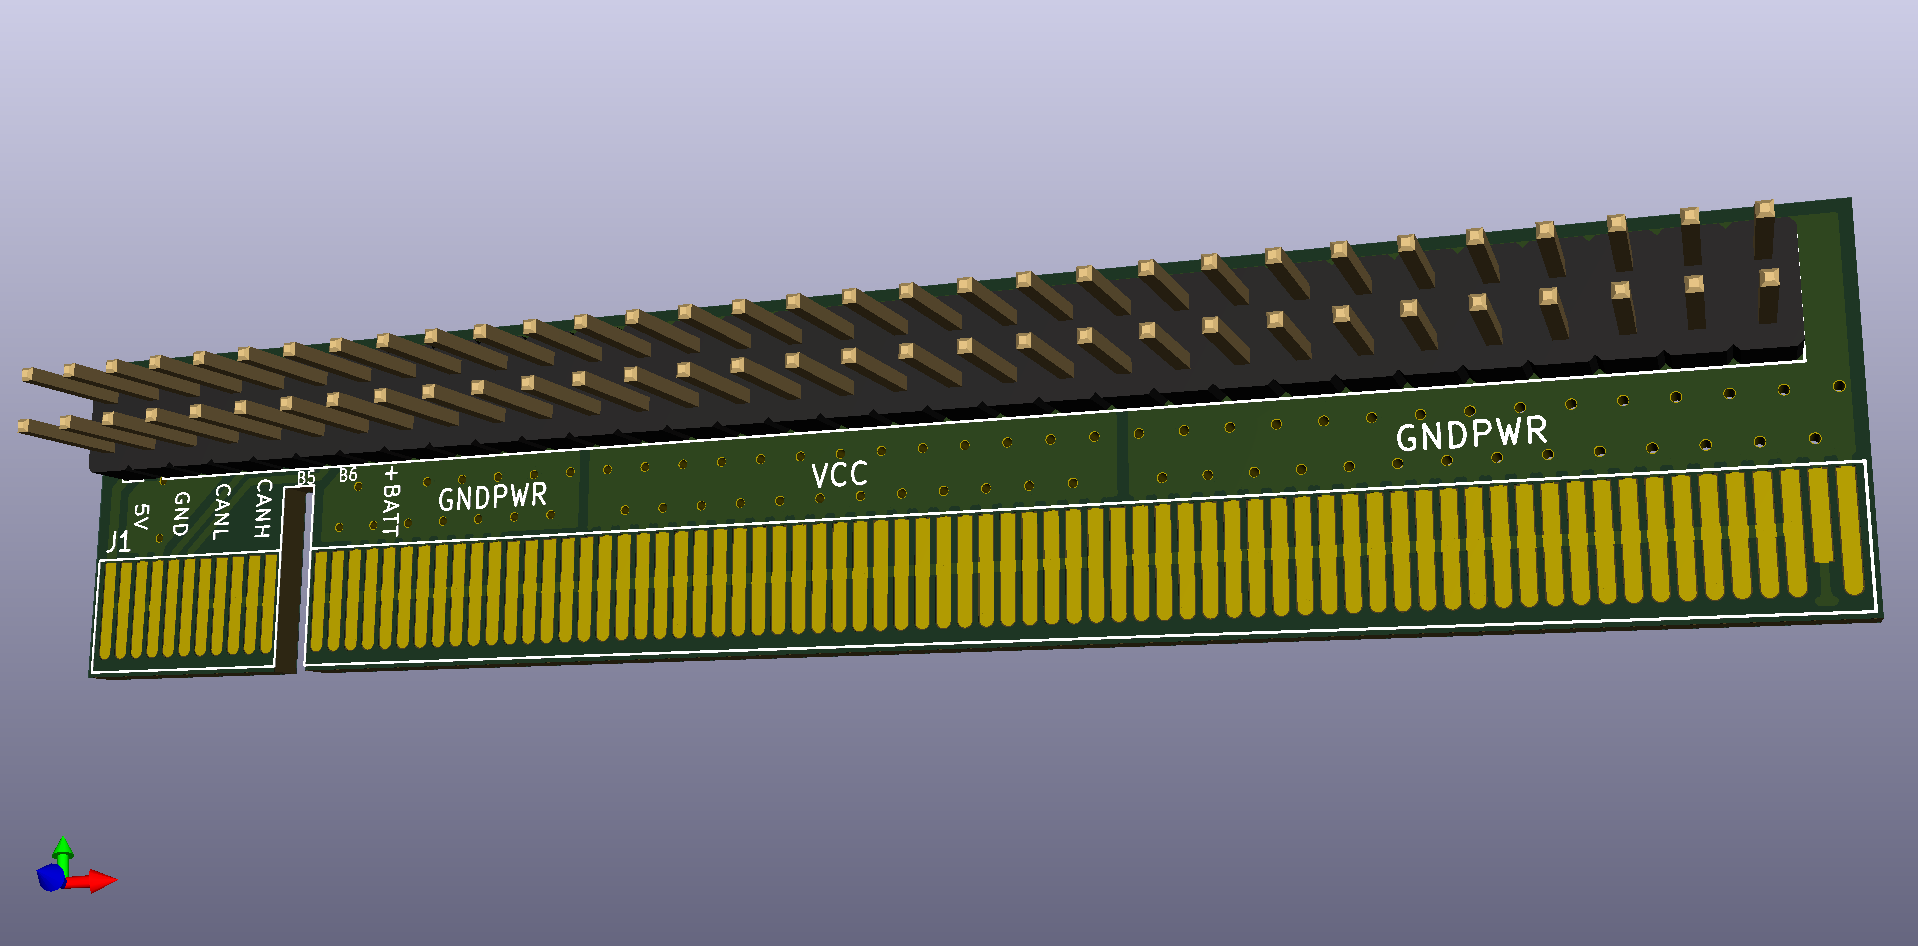 5V
GND
CANL
CANH
J1
B5
B6
+BATT
GNDPWR
VCC
GNDPWR